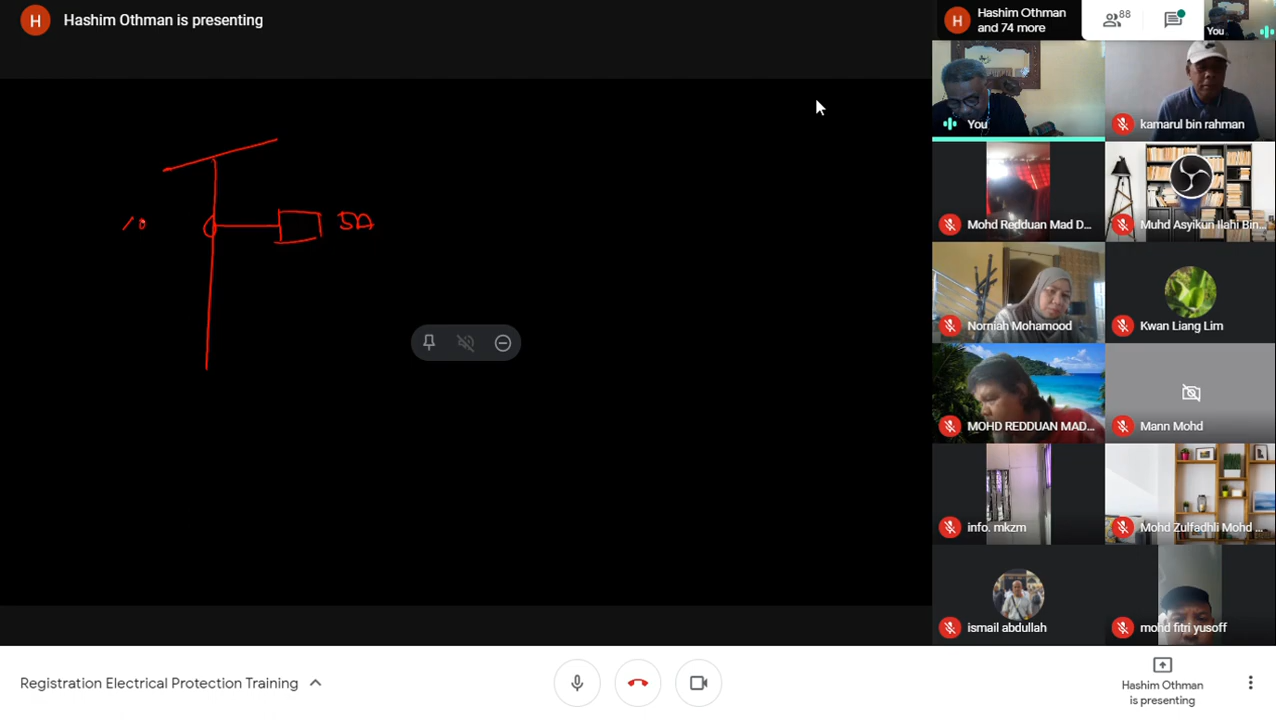 Hashim Othman is presenting
H
H
Hashim Othman
and 74 more
88
You
You
kamarul bin rahman
Mohd Redduan Mad D...
Muhd Asyikun Ilahi Bin...
Norniah Mohamood
Kwan Liang Lim
MOHD REDDUAN MAD...
Mann Mohd
info. mkzm
Mohd Zulfadhli Mohd ...
ismail abdullah
mohd fitri yusoff
10
5A
Registration Electrical Protection Training
Hashim Othman
is presenting